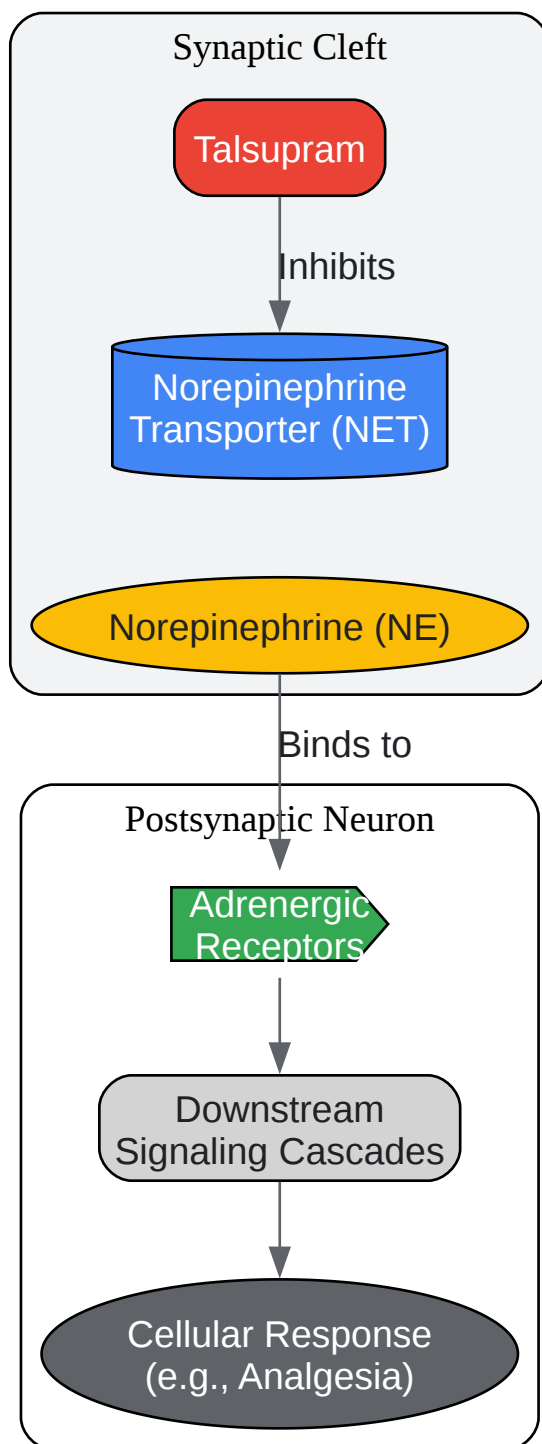 Synaptic Cleft
Talsupram
Inhibits
Norepinephrine
Transporter (NET)
Norepinephrine (NE)
Binds to
Postsynaptic Neuron
Adrenergic
Receptors
Downstream
Signaling Cascades
Cellular Response
(e.g., Analgesia)